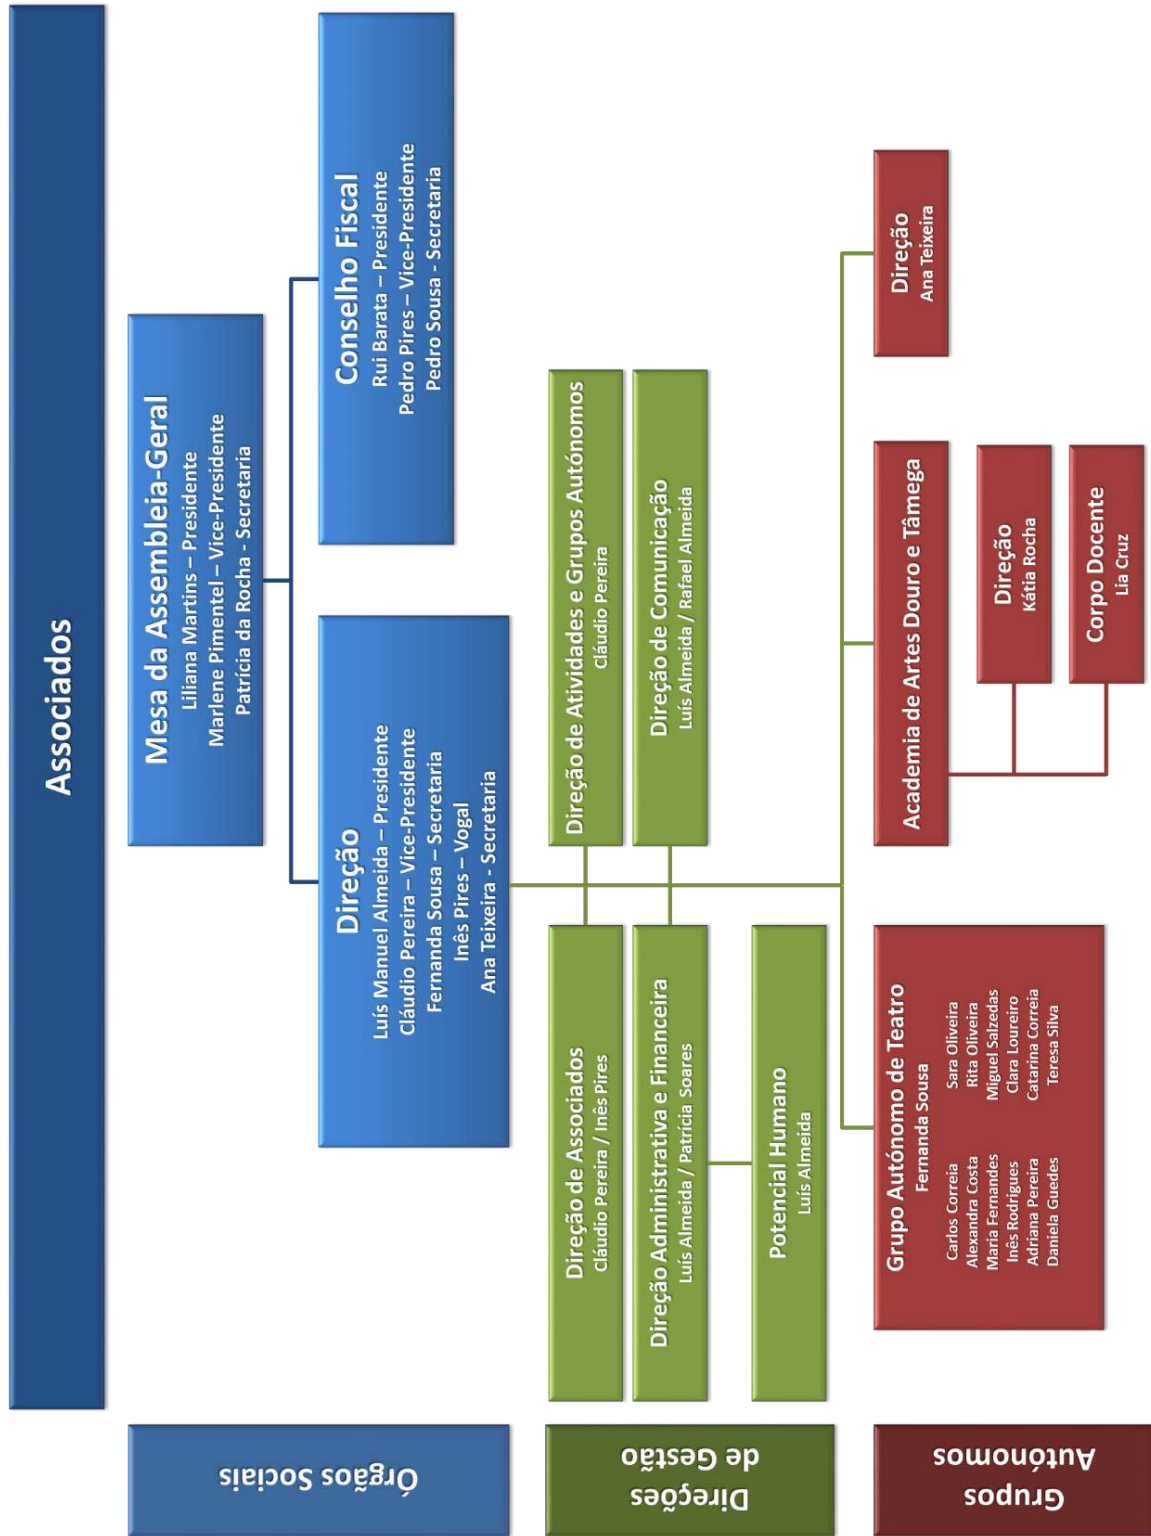 Associados
Órgãos Sociais
Mesa da Assembleia-Geral
Liliana Martins – Presidente
Marlene Pimentel – Vice-Presidente
Patrícia da Rocha - Secretaria
Direção
Luís Manuel Almeida – Presidente
Cláudio Pereira – Vice-Presidente
Fernanda Sousa – Secretaria
Inês Pires – Vogal
Ana Teixeira - Secretaria
Conselho Fiscal
Rui Barata – Presidente
Pedro Pires – Vice-Presidente
Pedro Sousa - Secretaria
Direções
de Gestão
Direção de Associados
Cláudio Pereira / Inês Pires
Direção de Atividades e Grupos Autónomos
Cláudio Pereira
Direção Administrativa e Financeira
Luís Almeida / Patrícia Soares
Direção de Comunicação
Luís Almeida / Rafael Almeida
Potencial Humano
Luís Almeida
Grupos
Autónomos
Grupo Autónomo de Teatro
Fernanda Sousa
Carlos Correia
Alexandra Costa
Maria Fernandes
Inês Rodrigues
Adriana Pereira
Daniela Guedes
Sara Oliveira
Rita Oliveira
Miguel Salzedas
Clara Loureiro
Catarina Correia
Teresa Silva
Academia de Artes Douro e Tâmega
Direção
Kátia Rocha
Corpo Docente
Lia Cruz
Direção
Ana Teixeira